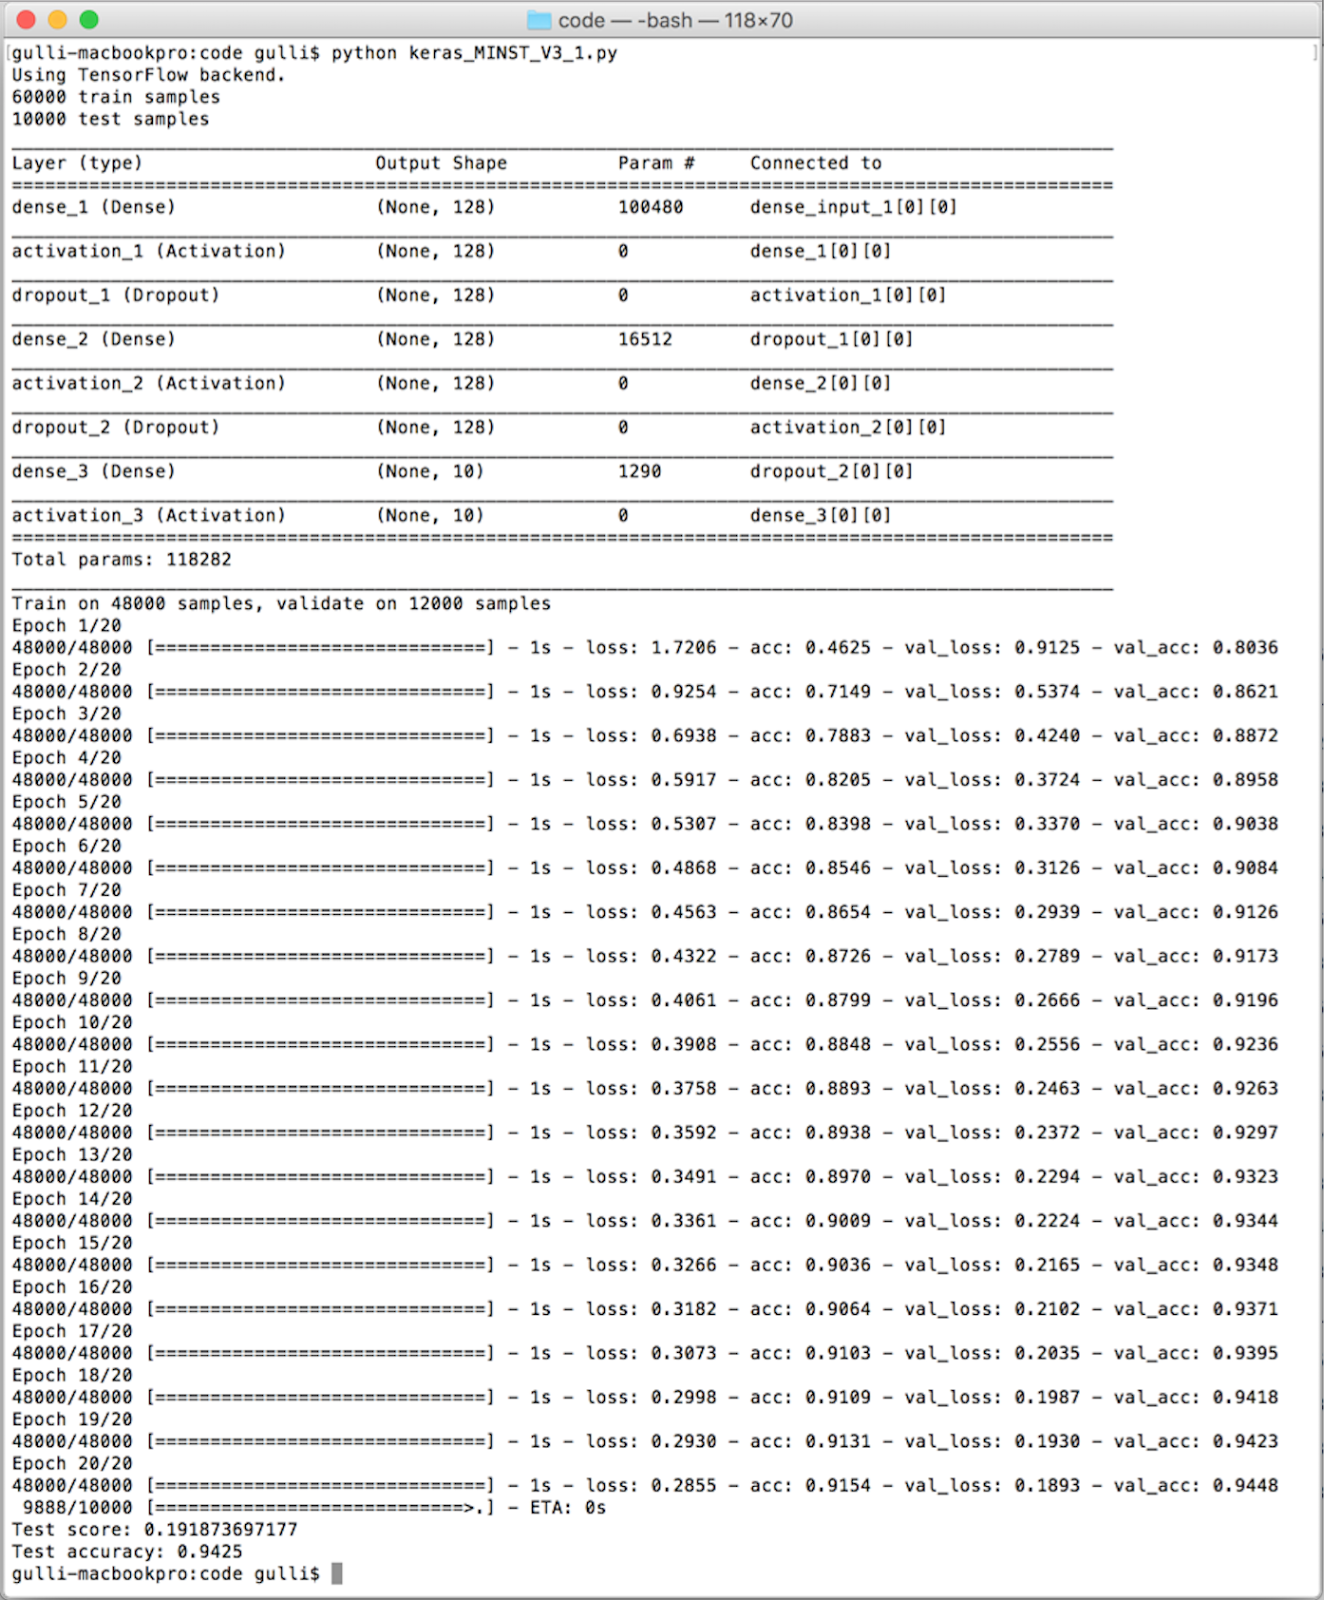 code — -bash — 118×70
gulli-macbookpro:code gulli$ python keras_MINST_V3_1.py
Using TensorFlow backend.
60000 train samples
10000 test samples
Layer (type) Output Shape Param # Connected to
dense_1 (Dense) (None, 128) 100480 dense_input_1[0][0]
activation_1 (Activation) (None, 128) 0 dense_1[0][0]
dropout_1 (Dropout) (None, 128) 0 activation_1[0][0]
dense_2 (Dense) (None, 128) 16512 dropout_1[0][0]
activation_2 (Activation) (None, 128) 0 dense_2[0][0]
dropout_2 (Dropout) (None, 128) 0 activation_2[0][0]
dense_3 (Dense) (None, 10) 1290 dropout_2[0][0]
activation_3 (Activation) (None, 10) 0 dense_3[0][0]
Total params: 118282
Train on 48000 samples, validate on 12000 samples
Epoch 1/20
48000/48000 [==============================] - 1s - loss: 1.7206 - acc: 0.4625 - val_loss: 0.9125 - val_acc: 0.8036
Epoch 2/20
48000/48000 [==============================] - 1s - loss: 0.9254 - acc: 0.7149 - val_loss: 0.5374 - val_acc: 0.8621
Epoch 3/20
48000/48000 [==============================] - 1s - loss: 0.6938 - acc: 0.7883 - val_loss: 0.4240 - val_acc: 0.8872
Epoch 4/20
48000/48000 [==============================] - 1s - loss: 0.5917 - acc: 0.8205 - val_loss: 0.3724 - val_acc: 0.8958
Epoch 5/20
48000/48000 [==============================] - 1s - loss: 0.5307 - acc: 0.8398 - val_loss: 0.3370 - val_acc: 0.9038
Epoch 6/20
48000/48000 [==============================] - 1s - loss: 0.4868 - acc: 0.8546 - val_loss: 0.3126 - val_acc: 0.9084
Epoch 7/20
48000/48000 [==============================] - 1s - loss: 0.4563 - acc: 0.8654 - val_loss: 0.2939 - val_acc: 0.9126
Epoch 8/20
48000/48000 [==============================] - 1s - loss: 0.4322 - acc: 0.8726 - val_loss: 0.2789 - val_acc: 0.9173
Epoch 9/20
48000/48000 [==============================] - 1s - loss: 0.4061 - acc: 0.8799 - val_loss: 0.2666 - val_acc: 0.9196
Epoch 10/20
48000/48000 [==============================] - 1s - loss: 0.3908 - acc: 0.8848 - val_loss: 0.2556 - val_acc: 0.9236
Epoch 11/20
48000/48000 [==============================] - 1s - loss: 0.3758 - acc: 0.8893 - val_loss: 0.2463 - val_acc: 0.9263
Epoch 12/20
48000/48000 [==============================] - 1s - loss: 0.3592 - acc: 0.8938 - val_loss: 0.2372 - val_acc: 0.9297
Epoch 13/20
48000/48000 [==============================] - 1s - loss: 0.3491 - acc: 0.8970 - val_loss: 0.2294 - val_acc: 0.9323
Epoch 14/20
48000/48000 [==============================] - 1s - loss: 0.3361 - acc: 0.9009 - val_loss: 0.2224 - val_acc: 0.9344
Epoch 15/20
48000/48000 [==============================] - 1s - loss: 0.3266 - acc: 0.9036 - val_loss: 0.2165 - val_acc: 0.9348
Epoch 16/20
48000/48000 [==============================] - 1s - loss: 0.3182 - acc: 0.9064 - val_loss: 0.2102 - val_acc: 0.9371
Epoch 17/20
48000/48000 [==============================] - 1s - loss: 0.3073 - acc: 0.9103 - val_loss: 0.2035 - val_acc: 0.9395
Epoch 18/20
48000/48000 [==============================] - 1s - loss: 0.2998 - acc: 0.9109 - val_loss: 0.1987 - val_acc: 0.9418
Epoch 19/20
48000/48000 [==============================] - 1s - loss: 0.2930 - acc: 0.9131 - val_loss: 0.1930 - val_acc: 0.9423
Epoch 20/20
48000/48000 [==============================] - 1s - loss: 0.2855 - acc: 0.9154 - val_loss: 0.1893 - val_acc: 0.9448
9888/10000 [============================>.] - ETA: 0s
Test score: 0.191873697177
Test accuracy: 0.9425
gulli-macbookpro:code gulli$